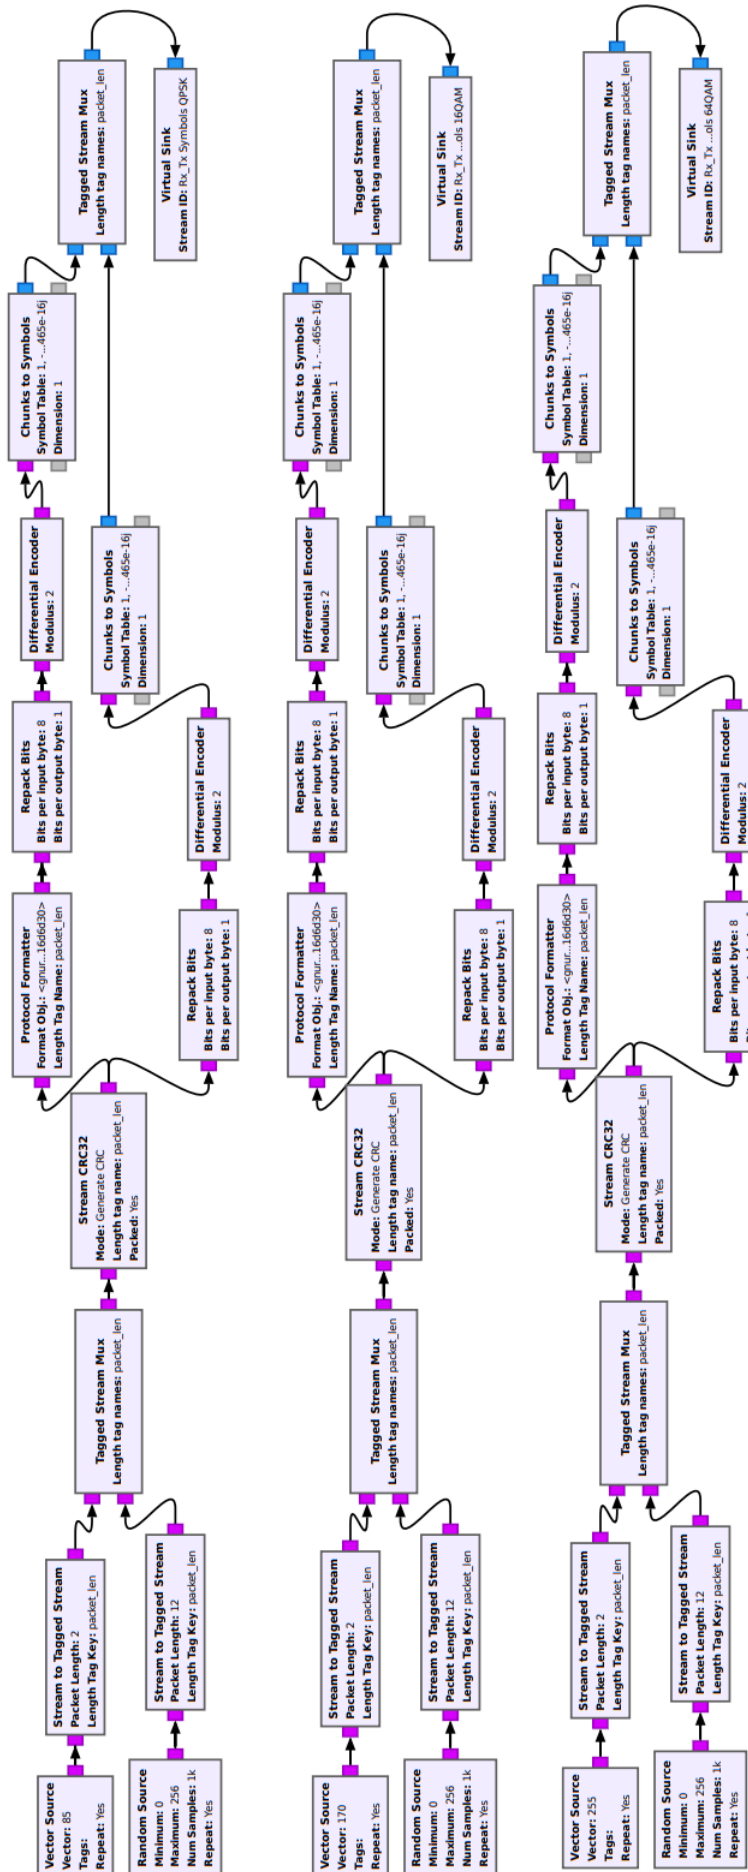 Vector Source
Vector: 85
Tags:
Repeat: Yes
Stream to Tagged Stream
Packet Length: 2
Length Tag Key: packet_len
Random Source
Minimum: 0
Maximum: 256
Num Samples: 1k
Repeat: Yes
Stream to Tagged Stream
Packet Length: 12
Length Tag Key: packet_len
Tagged Stream Mux
Length tag names: packet_len
Stream CRC32
Mode: Generate CRC
Length tag name: packet_len
Packed: Yes
Protocol Formatter
Format Obj.: <gnur...16d6d30>
Length Tag Name: packet_len
Repack Bits
Bits per input byte: 8
Bits per output byte: 1
Differential Encoder
Modulus: 2
Chunks to Symbols
Symbol Table: 1, -...465e-16j
Dimension: 1
Repack Bits
Bits per input byte: 8
Bits per output byte: 1
Differential Encoder
Modulus: 2
Chunks to Symbols
Symbol Table: 1, -...465e-16j
Dimension: 1
Tagged Stream Mux
Length tag names: packet_len
Virtual Sink
Stream ID: Rx_Tx Symbols QPSK
Vector Source
Vector: 170
Tags:
Repeat: Yes
Stream to Tagged Stream
Packet Length: 2
Length Tag Key: packet_len
Random Source
Minimum: 0
Maximum: 256
Num Samples: 1k
Repeat: Yes
Stream to Tagged Stream
Packet Length: 12
Length Tag Key: packet_len
Tagged Stream Mux
Length tag names: packet_len
Stream CRC32
Mode: Generate CRC
Length tag name: packet_len
Packed: Yes
Protocol Formatter
Format Obj.: <gnur...16d6d30>
Length Tag Name: packet_len
Repack Bits
Bits per input byte: 8
Bits per output byte: 1
Differential Encoder
Modulus: 2
Chunks to Symbols
Symbol Table: 1, -...465e-16j
Dimension: 1
Repack Bits
Bits per input byte: 8
Bits per output byte: 1
Differential Encoder
Modulus: 2
Chunks to Symbols
Symbol Table: 1, -...465e-16j
Dimension: 1
Tagged Stream Mux
Length tag names: packet_len
Virtual Sink
Stream ID: Rx_Tx ...ols 16QAM
Vector Source
Vector: 255
Tags:
Repeat: Yes
Stream to Tagged Stream
Packet Length: 2
Length Tag Key: packet_len
Random Source
Minimum: 0
Maximum: 256
Num Samples: 1k
Repeat: Yes
Stream to Tagged Stream
Packet Length: 12
Length Tag Key: packet_len
Tagged Stream Mux
Length tag names: packet_len
Stream CRC32
Mode: Generate CRC
Length tag name: packet_len
Packed: Yes
Protocol Formatter
Format Obj.: <gnur...16d6d30>
Length Tag Name: packet_len
Repack Bits
Bits per input byte: 8
Bits per output byte: 1
Differential Encoder
Modulus: 2
Chunks to Symbols
Symbol Table: 1, -...465e-16j
Dimension: 1
Repack Bits
Bits per input byte: 8
Differential Encoder
Modulus: 2
Chunks to Symbols
Symbol Table: 1, -...465e-16j
Dimension: 1
Tagged Stream Mux
Length tag names: packet_len
Virtual Sink
Stream ID: Rx_Tx ...ols 64QAM